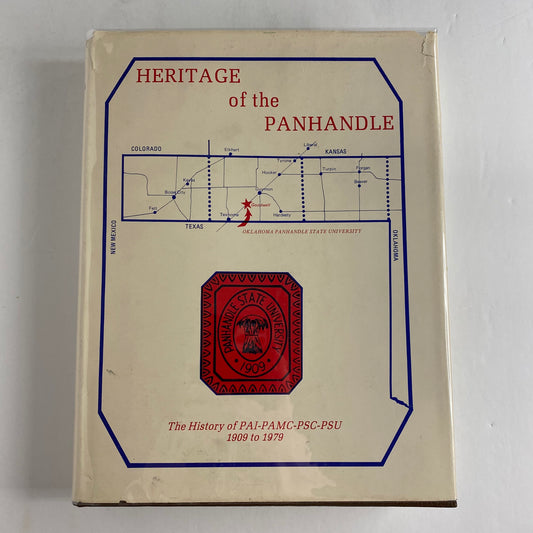 HERITAGE
of the
PANHANDLE
COLORADO
KANSAS
Elkhart
Liberal
Tyrone
Hooker
Turpin
Forgan
Beaver
Keyes
Boise City
Guymon
Goodwell
Felt
Texhoma
Hardesty
NEW MEXICO
TEXAS
OKLAHOMA
OKLAHOMA PANHANDLE STATE UNIVERSITY
PANHANDLE STATE UNIVERSITY
1909
The History of PAI-PAMC-PSC-PSU
1909 to 1979